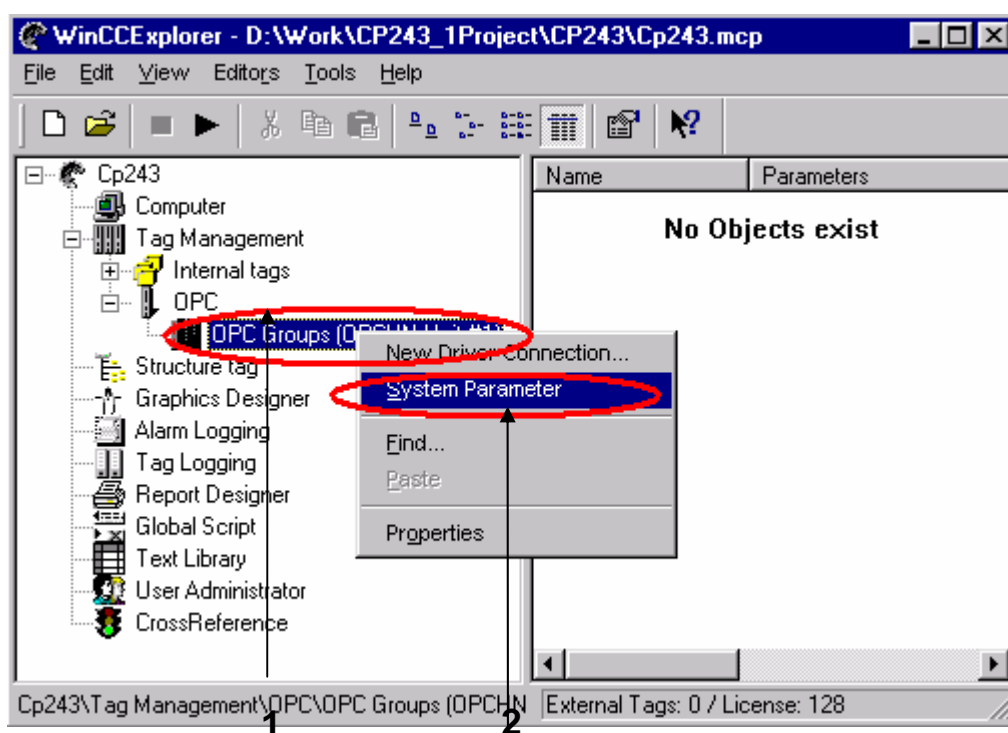 WinCCExplorer - D:\Work\CP243_1Project\CP243\Cp243.mcp
File Edit View Editors Tools Help
Cp243
Computer
Tag Management
Internal tags
OPC
OPC Groups (OPCHN Unit #1)
Structure tag
Graphics Designer
Alarm Logging
Tag Logging
Report Designer
Global Script
Text Library
User Administrator
CrossReference
New Driver Connection...
System Parameter
Find...
Paste
Properties
Name Parameters
No Objects exist
Cp243\Tag Management\OPC\OPC Groups (OPCHN External Tags: 0 / License: 128
1 2